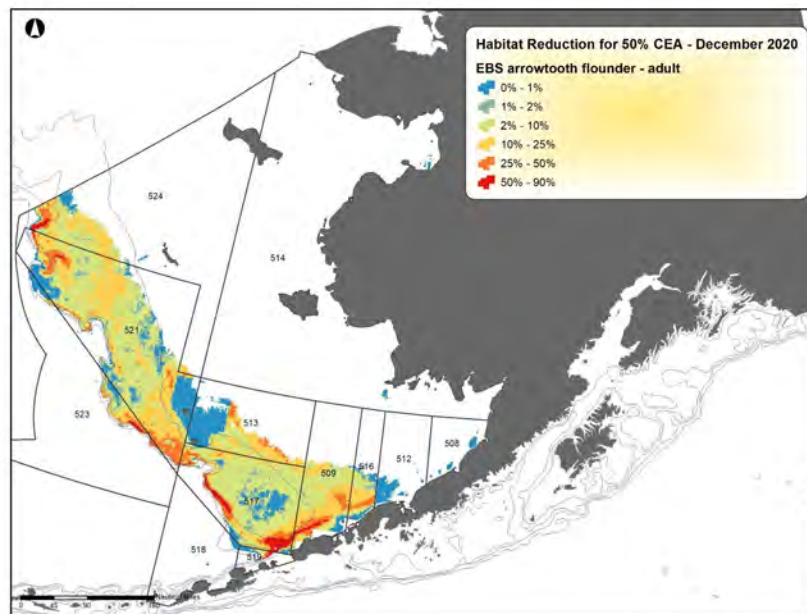 Habitat Reduction for 50% CEA - December 2020
EBS arrowtooth flounder - adult
0% - 1%
1% - 2%
2% - 10%
10% - 25%
25% - 50%
50% - 90%
524
514
521
523
513
509
516
512
508
517
518
519
0